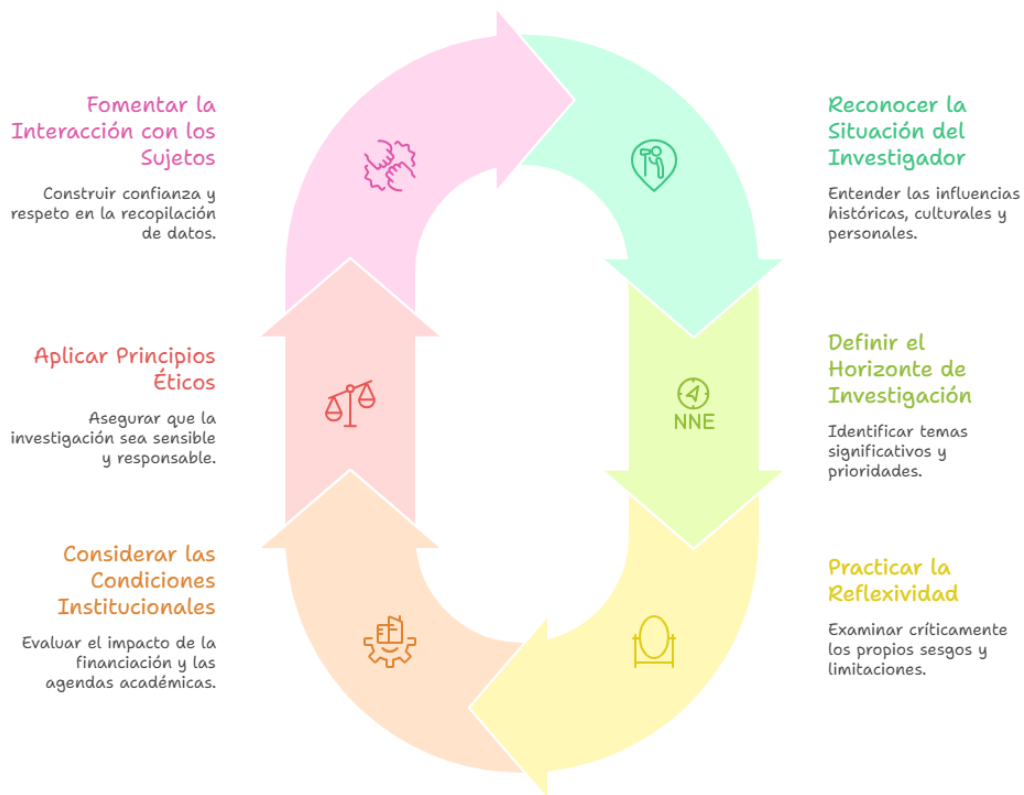 Fomentar la
Interacción con los
Sujetos
Construir confianza y
respeto en la recopilación
de datos.
Reconocer la
Situación del
Investigador
Entender las influencias
históricas, culturales y
personales.
Aplicar Principios
Éticos
Asegurar que la
investigación sea sensible
y responsable.
NNE
Definir el
Horizonte de
Investigación
Identificar temas
significativos y
prioridades.
Considerar las
Condiciones
Institucionales
Evaluar el impacto de la
financiación y las
agendas académicas.
Practicar la
Reflexividad
Examinar críticamente
los propios sesgos y
limitaciones.